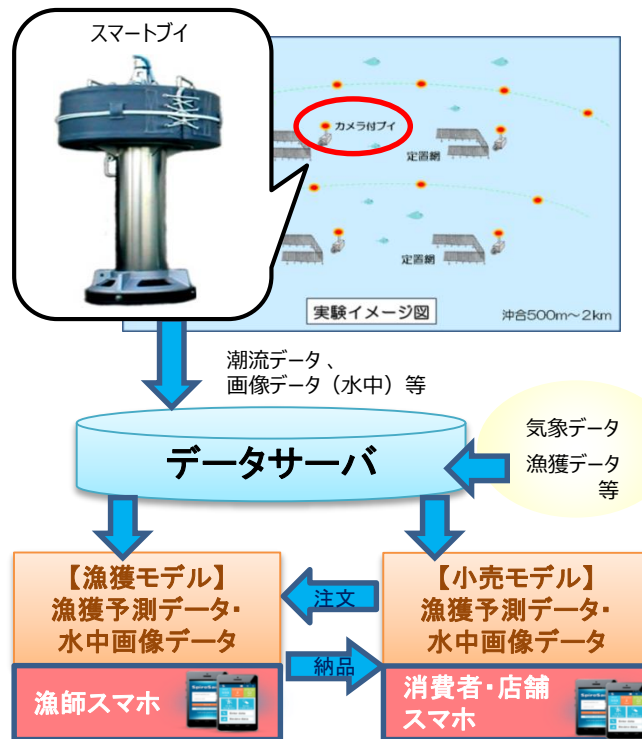 スマートブイ
カメラ付ブイ
定置網
定置網
実験イメージ図
沖合500m～2km
潮流データ、
画像データ（水中）等
データサーバ
気象データ
漁獲データ
等
【漁獲モデル】
漁獲予測データ・
水中画像データ
注文
【小売モデル】
漁獲予測データ・
水中画像データ
納品
漁師スマホ
消費者・店舗
スマホ